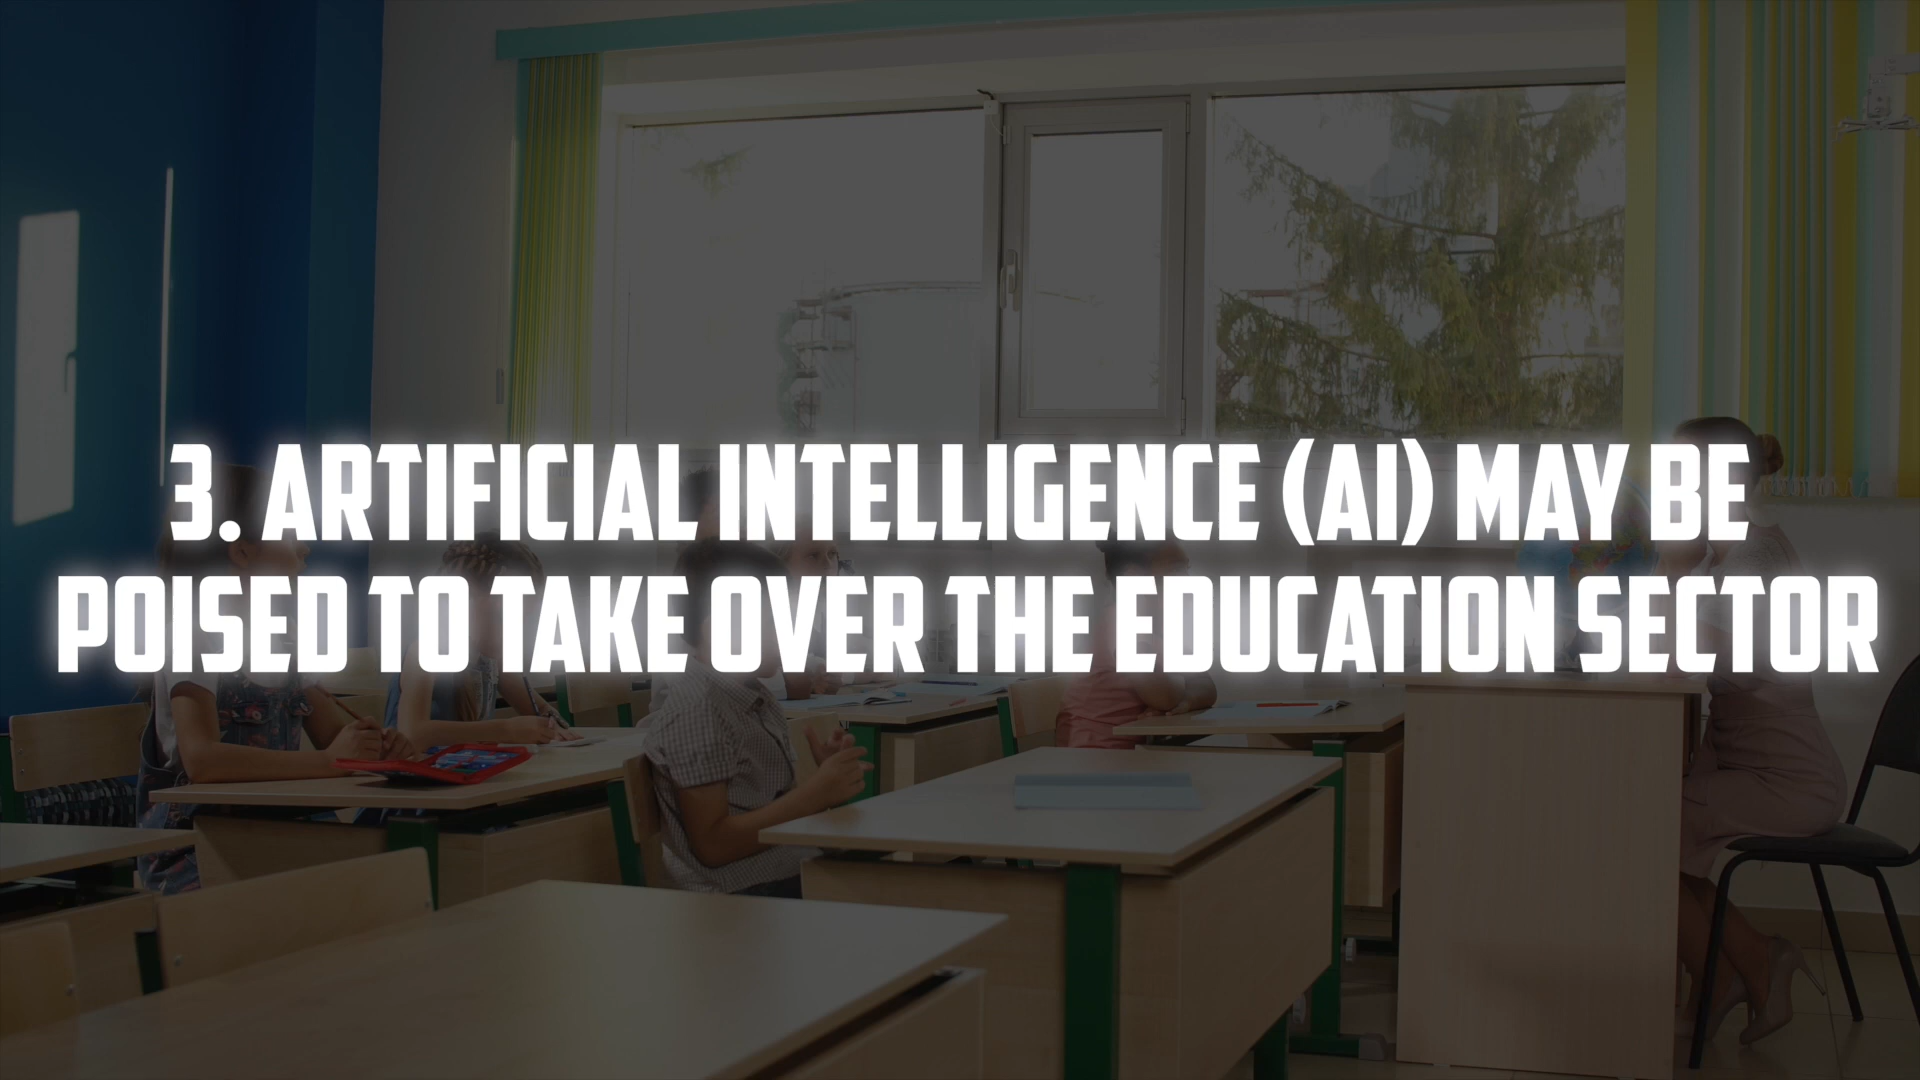 3. ARTIFICIAL INTELLIGENCE (AI) MAY BE
POISED TO TAKE OVER THE EDUCATION SECTOR